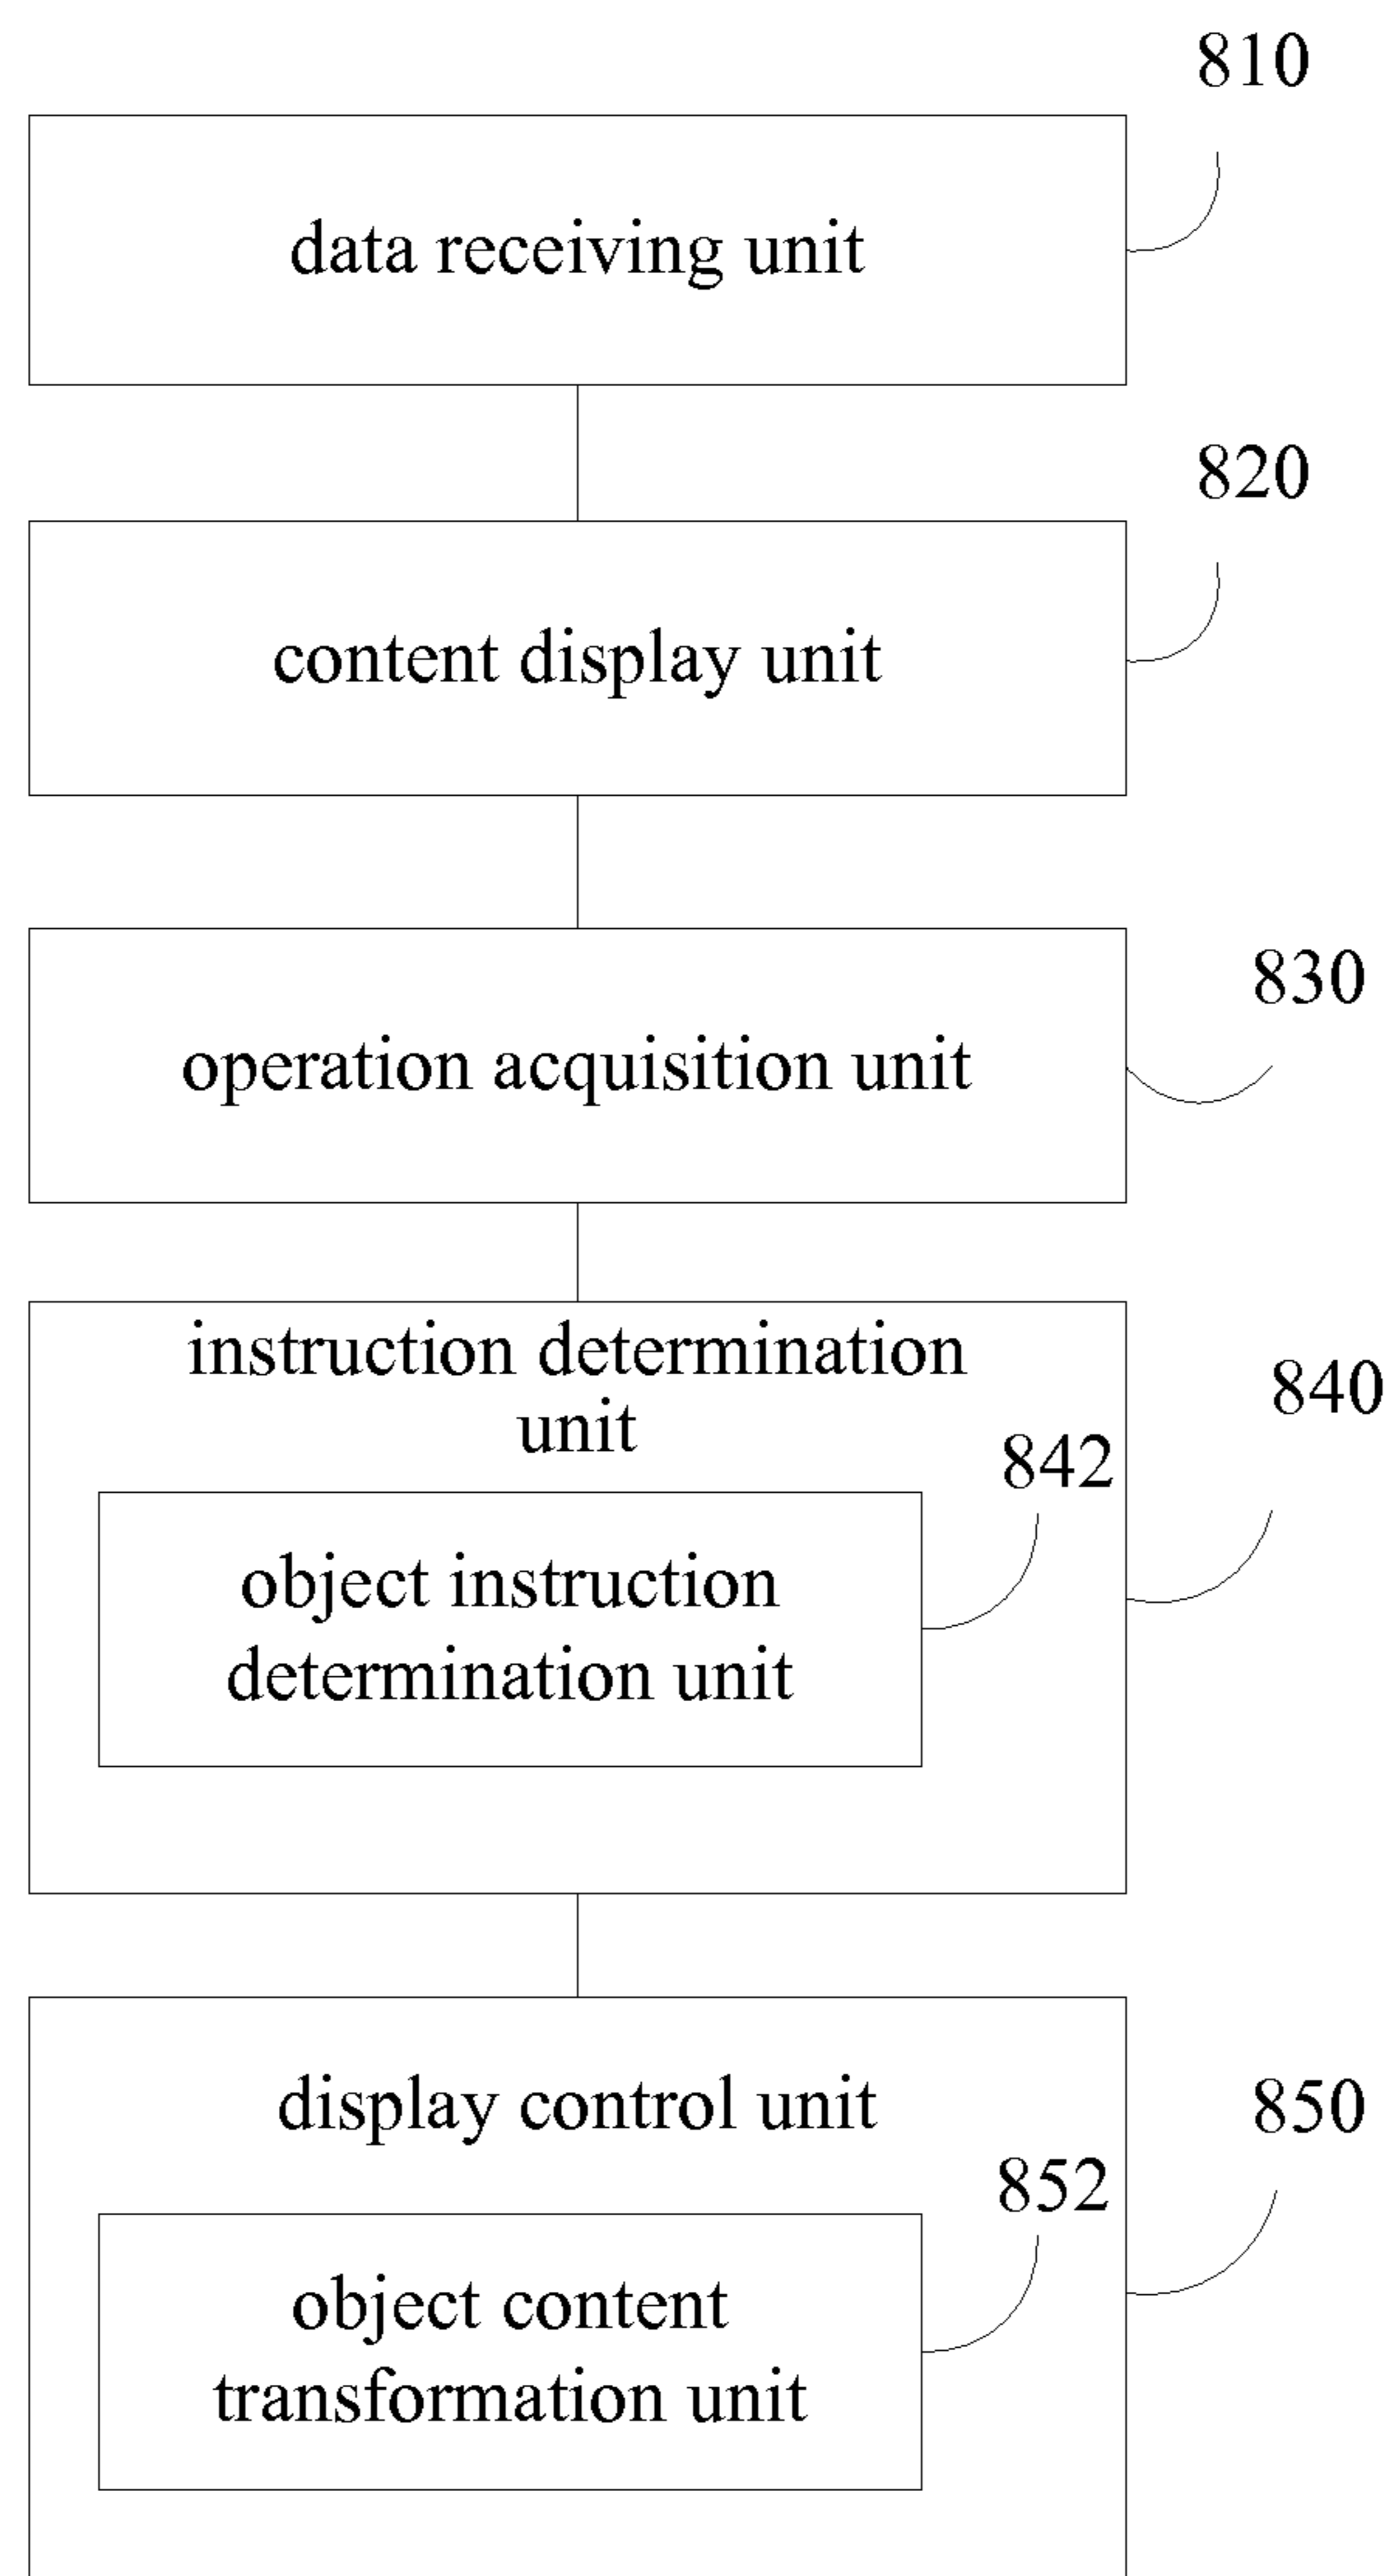 810
data receiving unit
820
content display unit
830
operation acquisition unit
instruction determination
unit
840
842
object instruction
determination unit
display control unit
850
852
object content
transformation unit